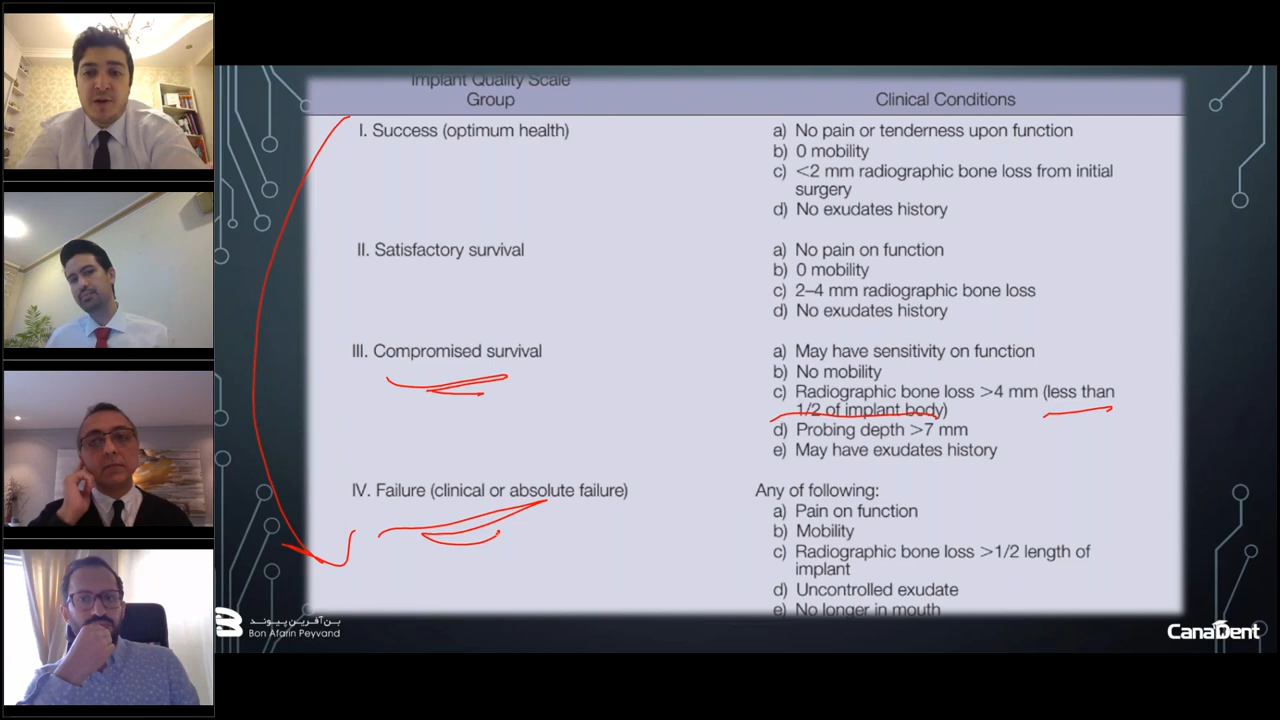 Implant Quality Scale
Group
Clinical Conditions
I. Success (optimum health)
a) No pain or tenderness upon function
b) 0 mobility
c) <2 mm radiographic bone loss from initial
surgery
d) No exudates history
II. Satisfactory survival
a) No pain on function
b) 0 mobility
c) 2–4 mm radiographic bone loss
d) No exudates history
III. Compromised survival
a) May have sensitivity on function
b) No mobility
c) Radiographic bone loss >4 mm (less than
1/2 of implant body)
d) Probing depth >7 mm
e) May have exudates history
IV. Failure (clinical or absolute failure)
Any of following:
a) Pain on function
b) Mobility
c) Radiographic bone loss >1/2 length of
implant
d) Uncontrolled exudate
e) No longer in mouth
بن‌آفرین پیوند
Bon Afarin Peyvand
CanaDent